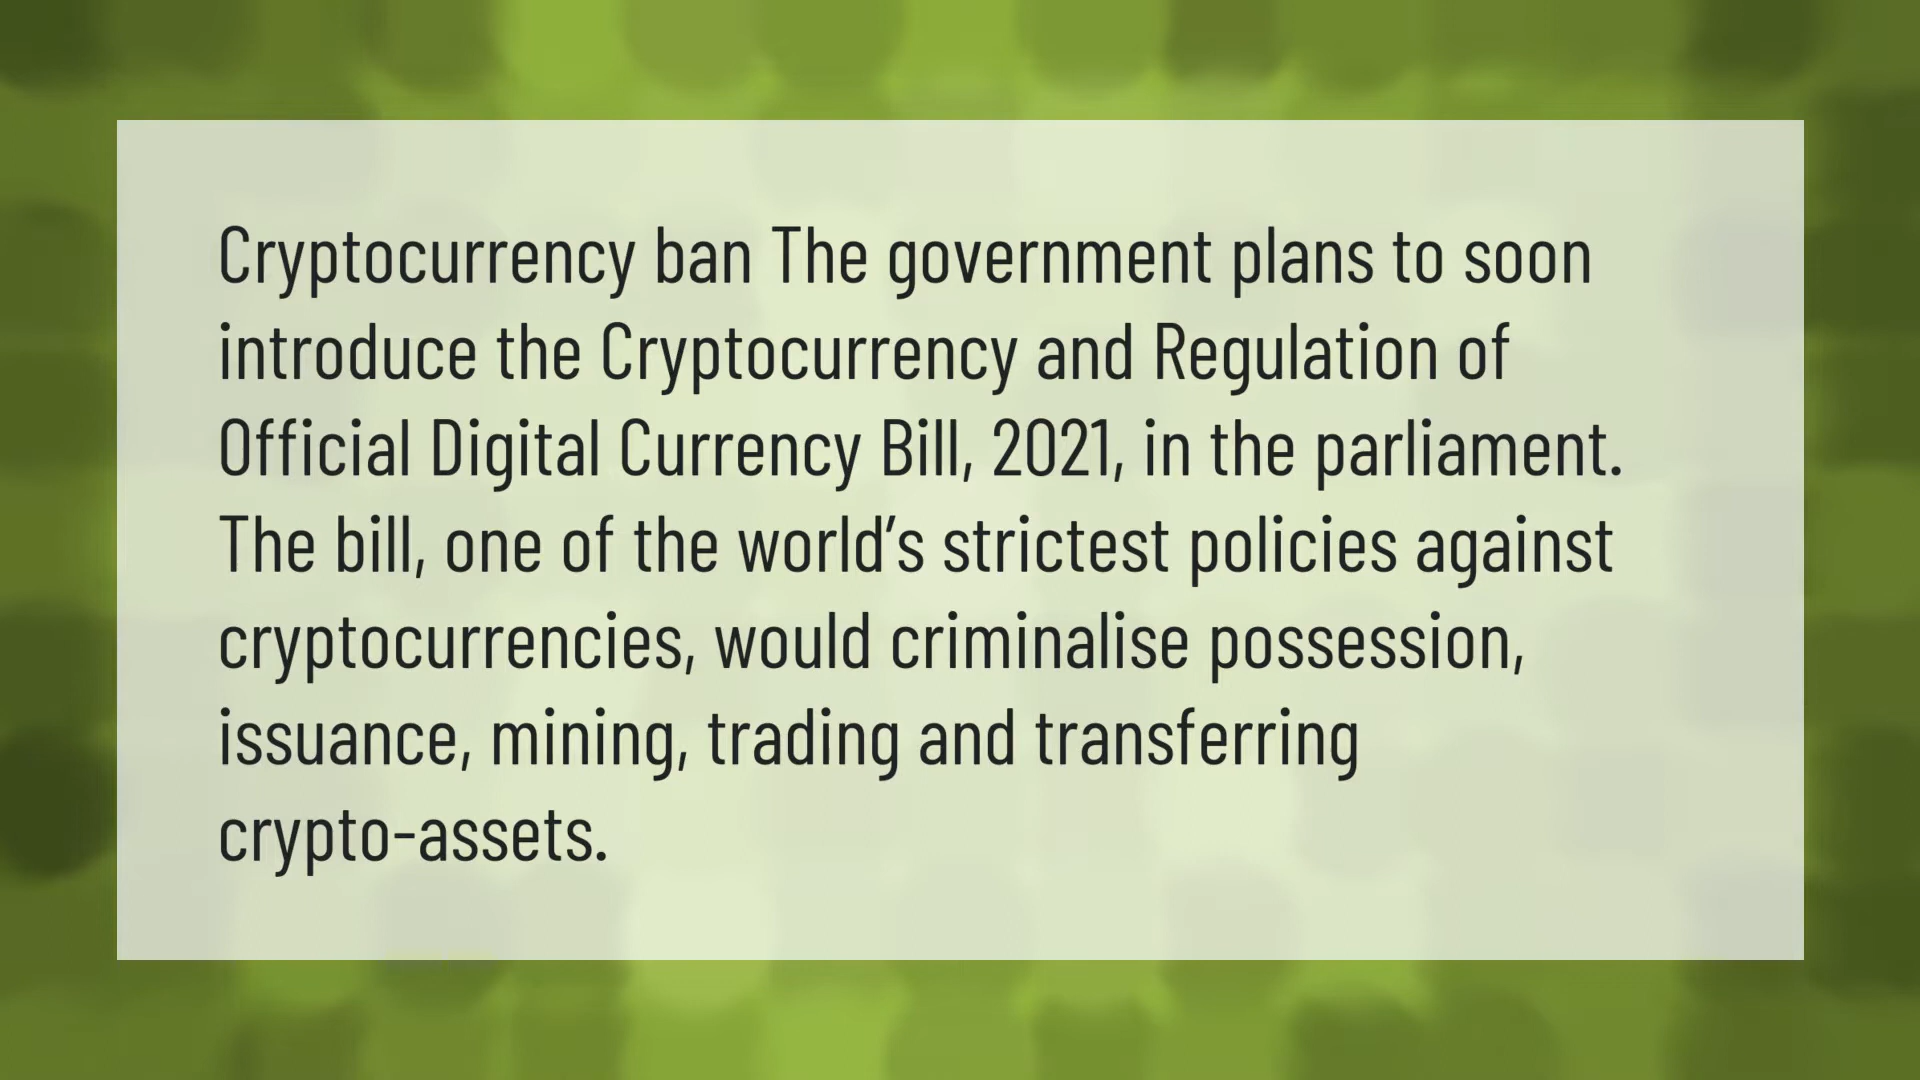 Cryptocurrency ban The government plans to soon
introduce the Cryptocurrency and Regulation of
Official Digital Currency Bill, 2021, in the parliament.
The bill, one of the world’s strictest policies against
cryptocurrencies, would criminalise possession,
issuance, mining, trading and transferring
crypto-assets.